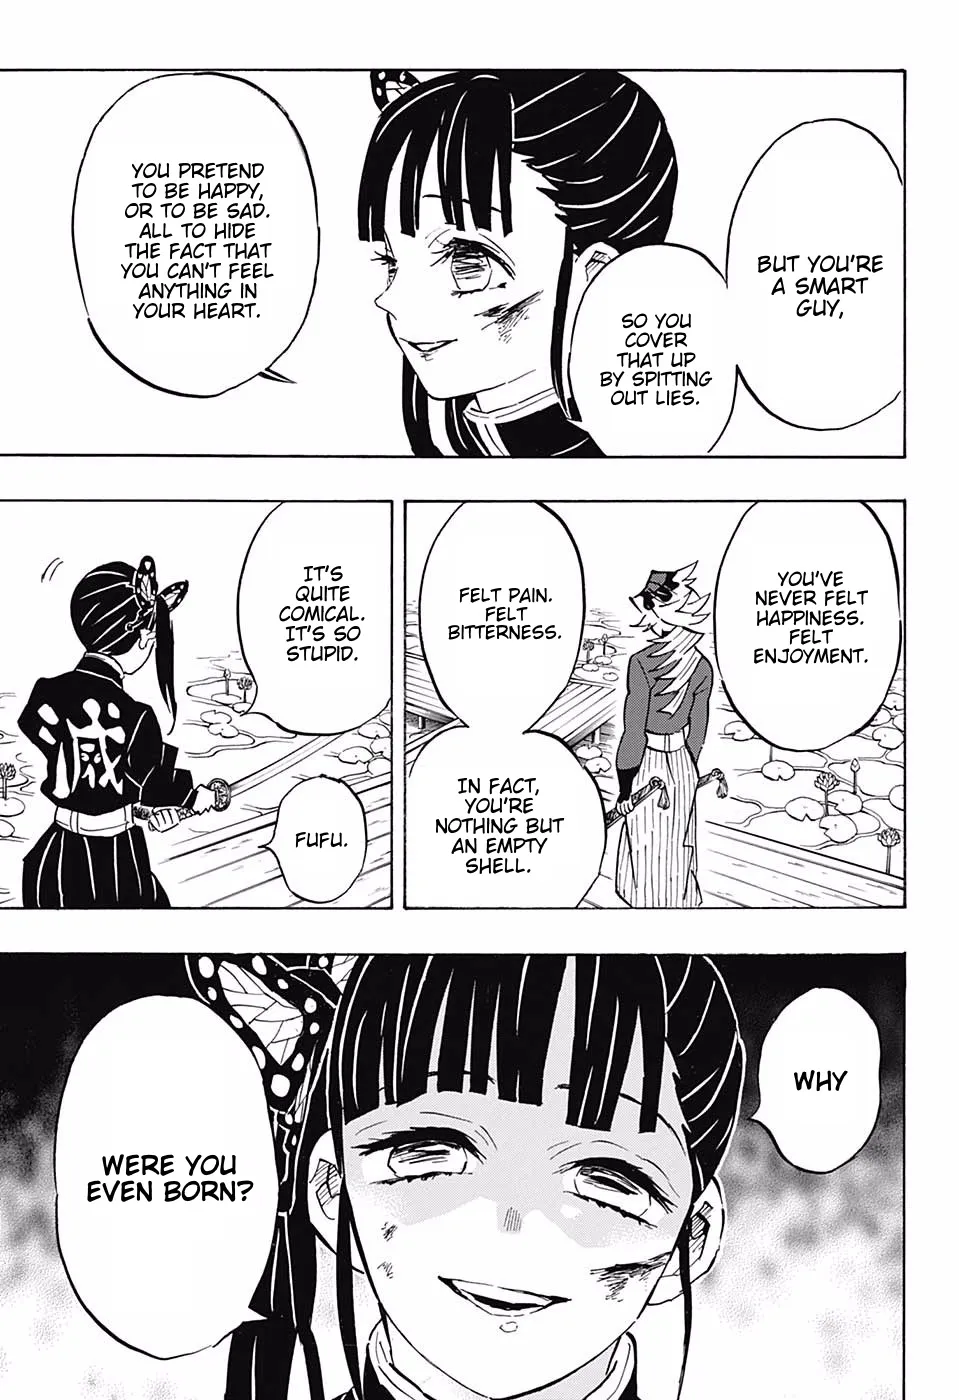 BUT YOU'RE
A SMART
GUY,
SO YOU
COVER
THAT UP
BY SPITTING
OUT LIES.
YOU PRETEND
TO BE HAPPY,
OR TO BE SAD.
ALL TO HIDE
THE FACT THAT
YOU CAN'T FEEL
ANYTHING IN
YOUR HEART.
YOU'VE
NEVER FELT
HAPPINESS.
FELT
ENJOYMENT.
FELT PAIN.
FELT
BITTERNESS.
IN FACT,
YOU'RE
NOTHING BUT
AN EMPTY
SHELL.
IT'S
QUITE
COMICAL.
IT'S SO
STUPID.
滅
FUFU.
WHY
WERE YOU
EVEN BORN?